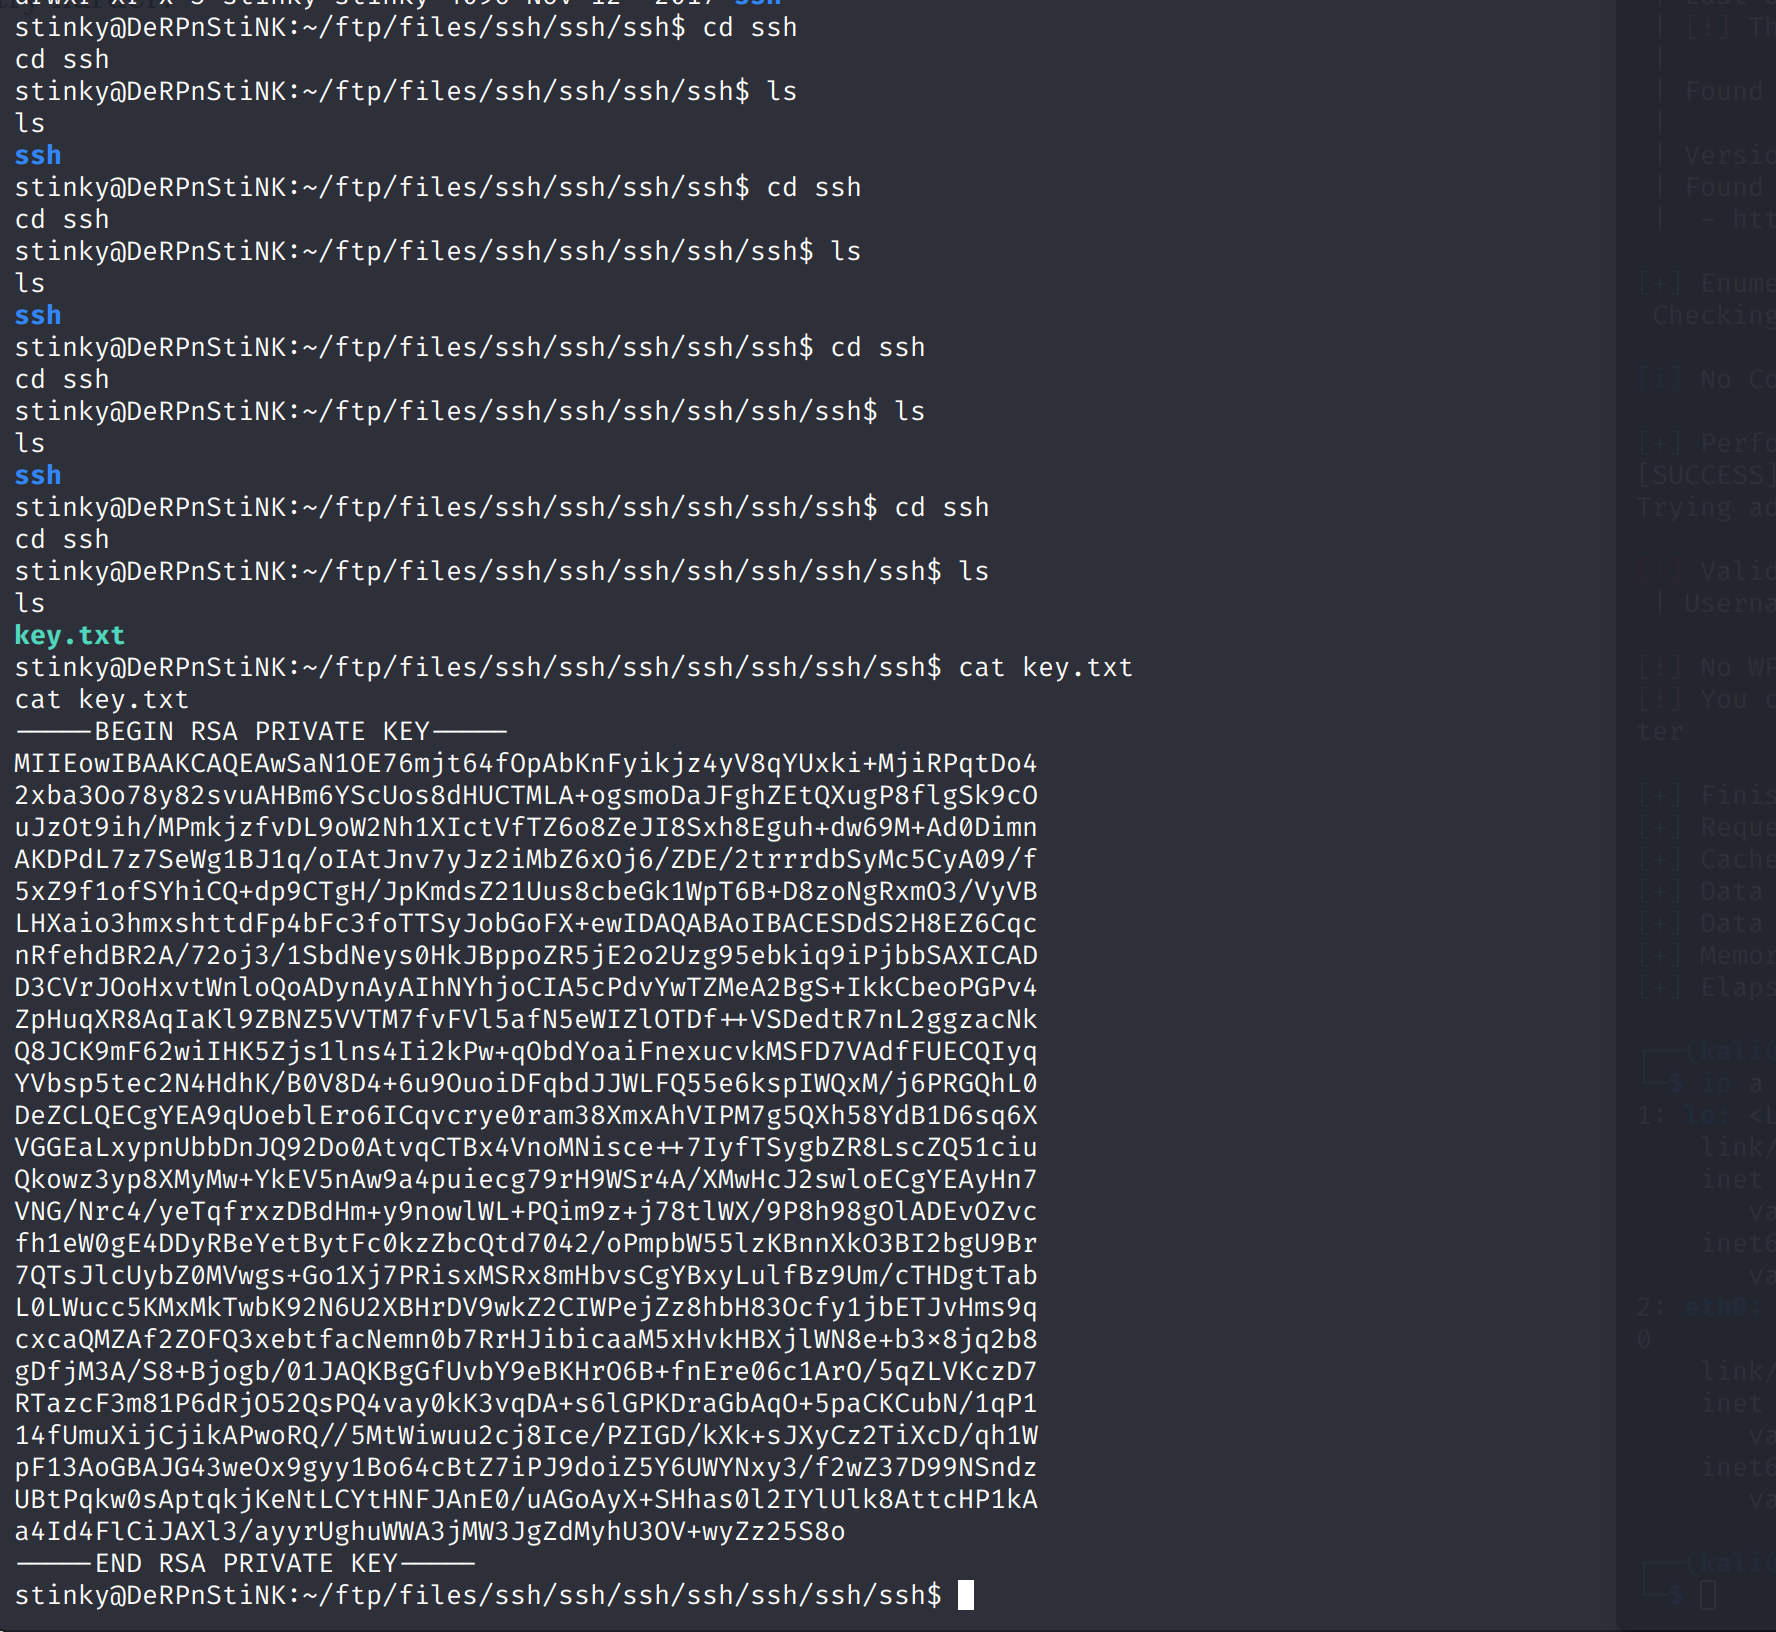 stinky@DeRPnStiNK:~/ftp/files/ssh/ssh/ssh$ cd ssh
cd ssh
stinky@DeRPnStiNK:~/ftp/files/ssh/ssh/ssh/ssh$ ls
ls
ssh
stinky@DeRPnStiNK:~/ftp/files/ssh/ssh/ssh/ssh$ cd ssh
cd ssh
stinky@DeRPnStiNK:~/ftp/files/ssh/ssh/ssh/ssh/ssh$ ls
ls
ssh
stinky@DeRPnStiNK:~/ftp/files/ssh/ssh/ssh/ssh/ssh$ cd ssh
cd ssh
stinky@DeRPnStiNK:~/ftp/files/ssh/ssh/ssh/ssh/ssh/ssh$ ls
ls
ssh
stinky@DeRPnStiNK:~/ftp/files/ssh/ssh/ssh/ssh/ssh/ssh$ cd ssh
cd ssh
stinky@DeRPnStiNK:~/ftp/files/ssh/ssh/ssh/ssh/ssh/ssh/ssh$ ls
ls
key.txt
stinky@DeRPnStiNK:~/ftp/files/ssh/ssh/ssh/ssh/ssh/ssh/ssh$ cat key.txt
cat key.txt
-----BEGIN RSA PRIVATE KEY-----
MIIEowIBAAKCAQEAwSaN1OE76mjt64fOpAbKnFyikjz4yV8qYUxki+MjiRPqtDo4
2xba3Oo78y82svuAHBm6YScUos8dHUCTMLA+ogsmoDaJFghZEtQXugP8flgSk9cO
uJzOt9ih/MPmkjzfvDL9oW2Nh1XIctVfTZ6o8ZeJI8Sxh8Eguh+dw69M+Ad0Dimn
AKDPdL7z7SeWg1BJ1q/oIAtJnv7yJz2iMbZ6xOj6/ZDE/2trrrdbSyMc5CyA09/f
5xZ9f1ofSYhiCQ+dp9CTgH/JpKmdsZ21Uus8cbeGk1WpT6B+D8zoNgRxmO3/VyVB
LHXaio3hmxshttdFp4bFc3foTTSyJobGoFX+ewIDAQABAoIBACESDdS2H8EZ6Cqc
nRfehdBR2A/72oj3/1SbdNeys0HkJBppoZR5jE2o2Uzg95ebkiq9iPjbbSAXICAD
D3CVrJOoHxvtWnloQoADynAyAIhNYhjoCIA5cPdvYwTZMeA2BgS+IkkCbeoPGPv4
ZpHuqXR8AqIaKl9ZBNZ5VVTM7fvFVl5afN5eWIZlOTDf++VSDedtR7nL2ggzacNk
Q8JCK9mF62wiIHK5Zjs1lns4Ii2kPw+qObdYoaiFnexucvkMSFD7VAdfFUECQIyq
YVbsp5tec2N4HdhK/B0V8D4+6u9OuoiDFqbdJJWLFQ55e6kspIWQxM/j6PRGQhL0
DeZCLQECgYEA9qUoeblEro6ICqvcrye0ram38XmxAhVIPM7g5QXh58YdB1D6sq6X
VGGEaLxypnUbbDnJQ92Do0AtvqCTBx4VnoMNisce++7IyfTSygbZR8LscZQ51ciu
Qkowz3yp8XMyMw+YkEV5nAw9a4puiecg79rH9WSr4A/XMwHcJ2swloECgYEAyHn7
VNG/Nrc4/yeTqfrxzDBdHm+y9nowlWL+PQim9z+j78tlWX/9P8h98gOlADEvOZvc
fh1eW0gE4DDyRBeYetBytFc0kzZbcQtd7042/oPmpbW55lzKBnnXkO3BI2bgU9Br
7QTsJlcUybZ0MVwgs+Go1Xj7PRisxMSRx8mHbvsCgYBxyLulfBz9Um/cTHDgtTab
L0LWucc5KMxMkTwbK92N6U2XBHrDV9wkZ2CIWPejZz8hbH83Ocfy1jbETJvHms9q
cxcaQMZAf2ZOFQ3xebtfacNemn0b7RrHJibicaaM5xHvkHBXjlWN8e+b3x8jq2b8
gDfjM3A/S8+Bjogb/01JAQKBgGfUvbY9eBKHrO6B+fnEre06c1ArO/5qZLVKczD7
RTazcF3m81P6dRjO52QsPQ4vay0kK3vqDA+s6lGPKDraGbAqO+5paCKCubN/1qP1
14fUmuXijCjikAPwoRQ//5MtWiwuu2cj8Ice/PZIGD/kXk+sJXyCz2TiXcD/qh1W
pF13AoGBAJG43weOx9gyy1Bo64cBtZ7iPJ9doiZ5Y6UWYNxy3/f2wZ37D99NSndz
UBtPqkw0sAptqkjKeNtLCYtHNFJAnE0/uAGoAyX+SHhas0l2IYlUlk8AttcHP1kA
a4Id4FlCiJAXl3/ayyrUghuWWA3jMW3JgZdMyhU3OV+wyZz25S8o
-----END RSA PRIVATE KEY-----
stinky@DeRPnStiNK:~/ftp/files/ssh/ssh/ssh/ssh/ssh/ssh/ssh$